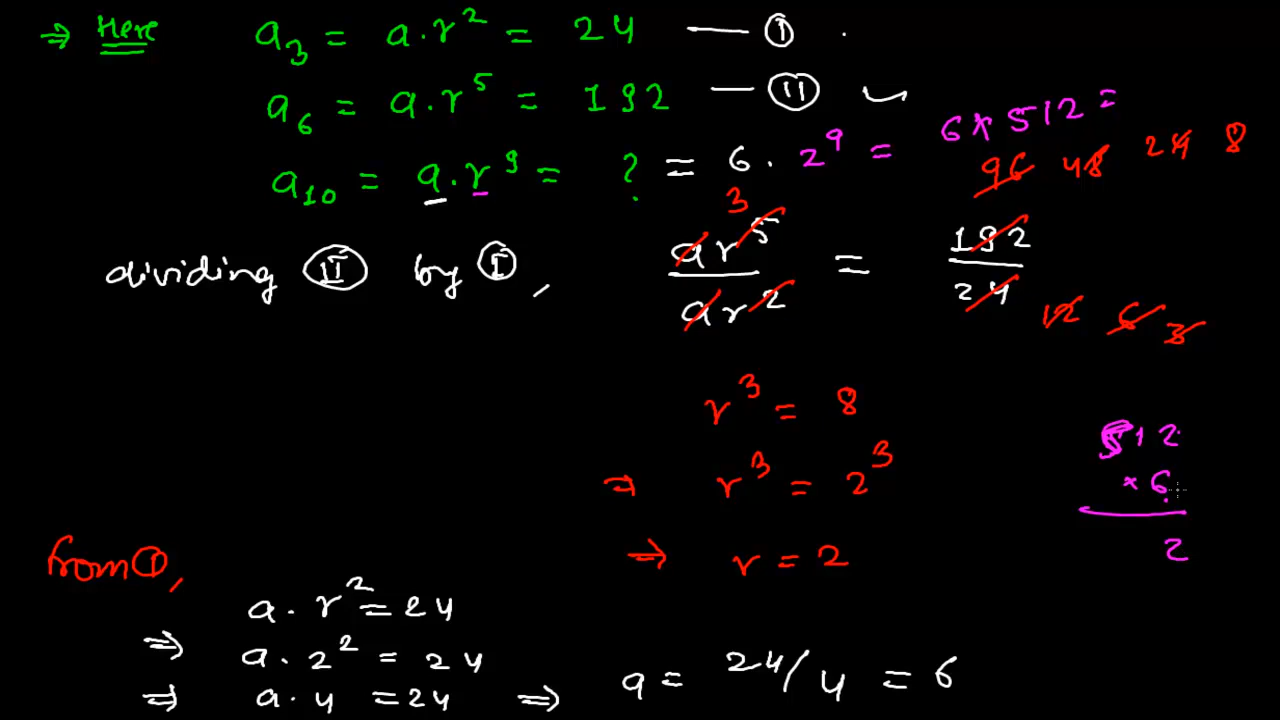 ⇒ Here a₃ = a.r² = 24 — Ⓘ .
a₆ = a.r⁵ = 192 — Ⓘⓘ
a₁₀ = a.r⁹ = ? = 6 . 2⁹ = 6 × 512 =
96 48 24 8
dividing II by I, ar⁵ / ar² = 192 / 24
3
12 6 3
r³ = 8
⇒ r³ = 2³
⇒ r = 2
512
× 6
2
from I,
a . r² = 24
⇒ a . 2² = 24
⇒ a . 4 = 24 ⇒ a = 24/4 = 6